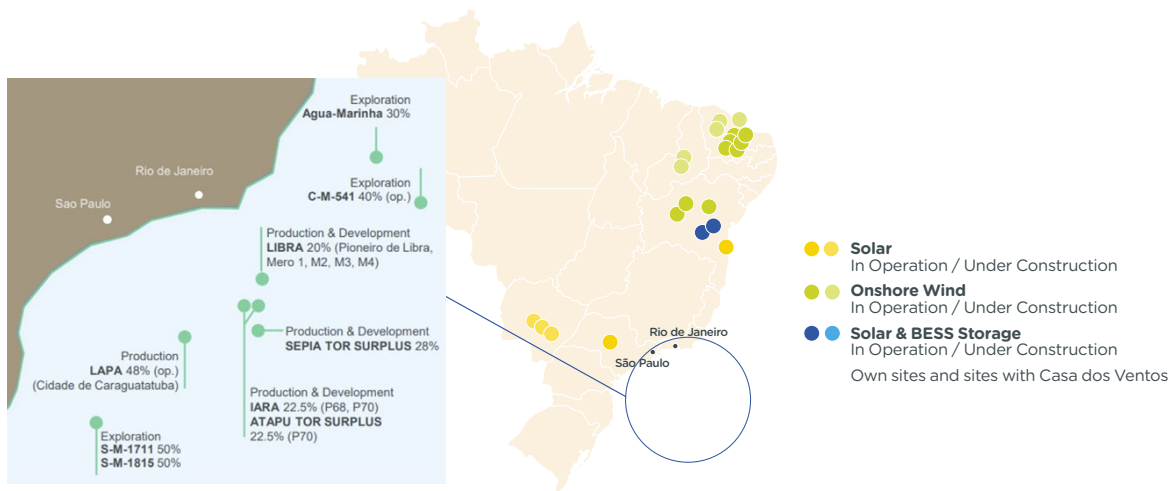 Exploration
Agua-Marinha 30%
Rio de Janeiro
Exploration
C-M-541 40% (op.)
Sao Paulo
Production & Development
LIBRA 20% (Pioneiro de Libra,
Mero 1, M2, M3, M4)
Production & Development
SEPIA TOR SURPLUS 28%
Production
LAPA 48% (op.)
(Cidade de Caraguatatuba)
Production & Development
IARA 22.5% (P68, P70)
ATAPU TOR SURPLUS
22.5% (P70)
Exploration
S-M-1711 50%
S-M-1815 50%
Rio de Janeiro
São Paulo
Solar
In Operation / Under Construction
Onshore Wind
In Operation / Under Construction
Solar & BESS Storage
In Operation / Under Construction
Own sites and sites with Casa dos Ventos